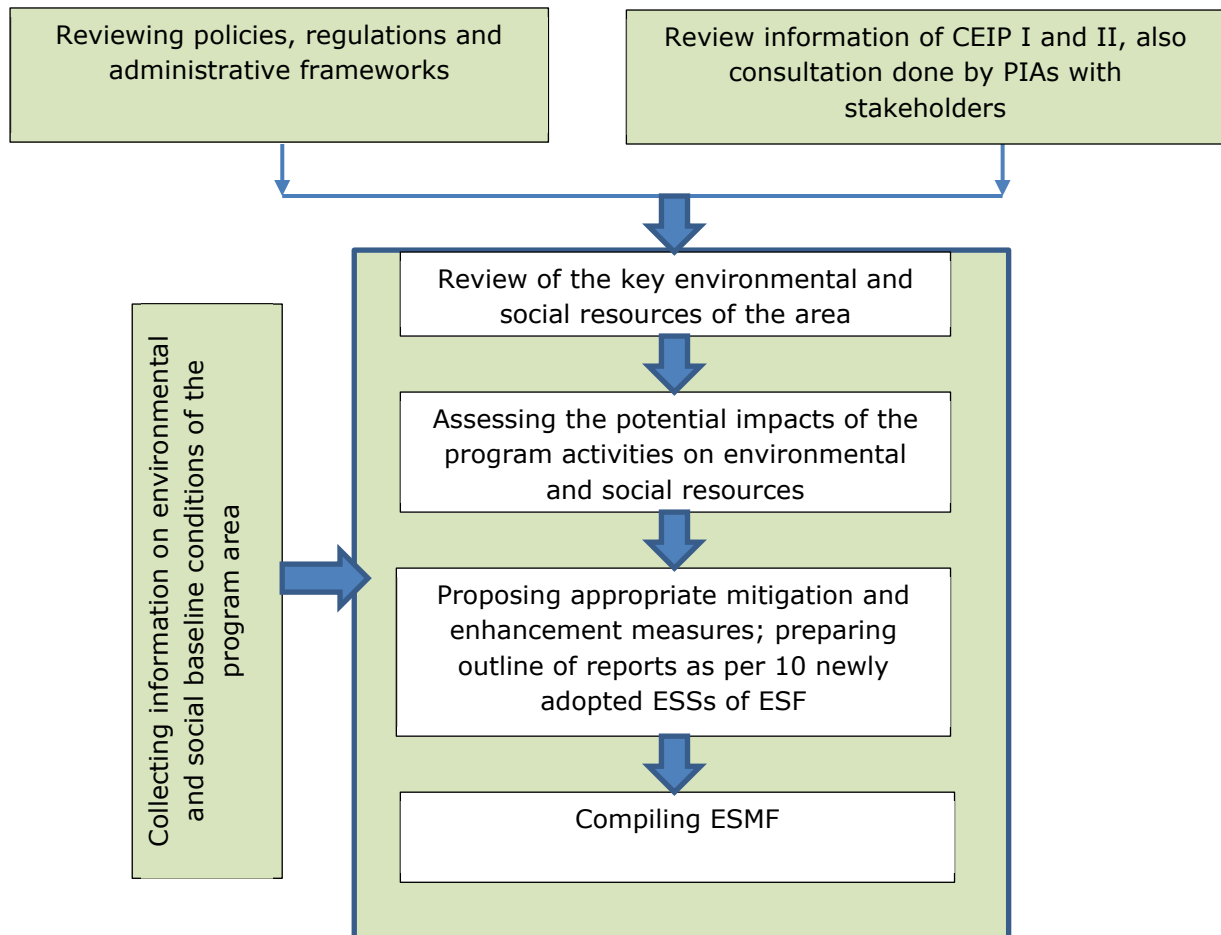 Reviewing policies, regulations and
administrative frameworks
Review information of CEIP I and II, also
consultation done by PIAs with
stakeholders
Collecting information on environmental
and social baseline conditions of the
program area
Review of the key environmental and
social resources of the area
Assessing the potential impacts of the
program activities on environmental
and social resources
Proposing appropriate mitigation and
enhancement measures; preparing
outline of reports as per 10 newly
adopted ESSs of ESF
Compiling ESMF